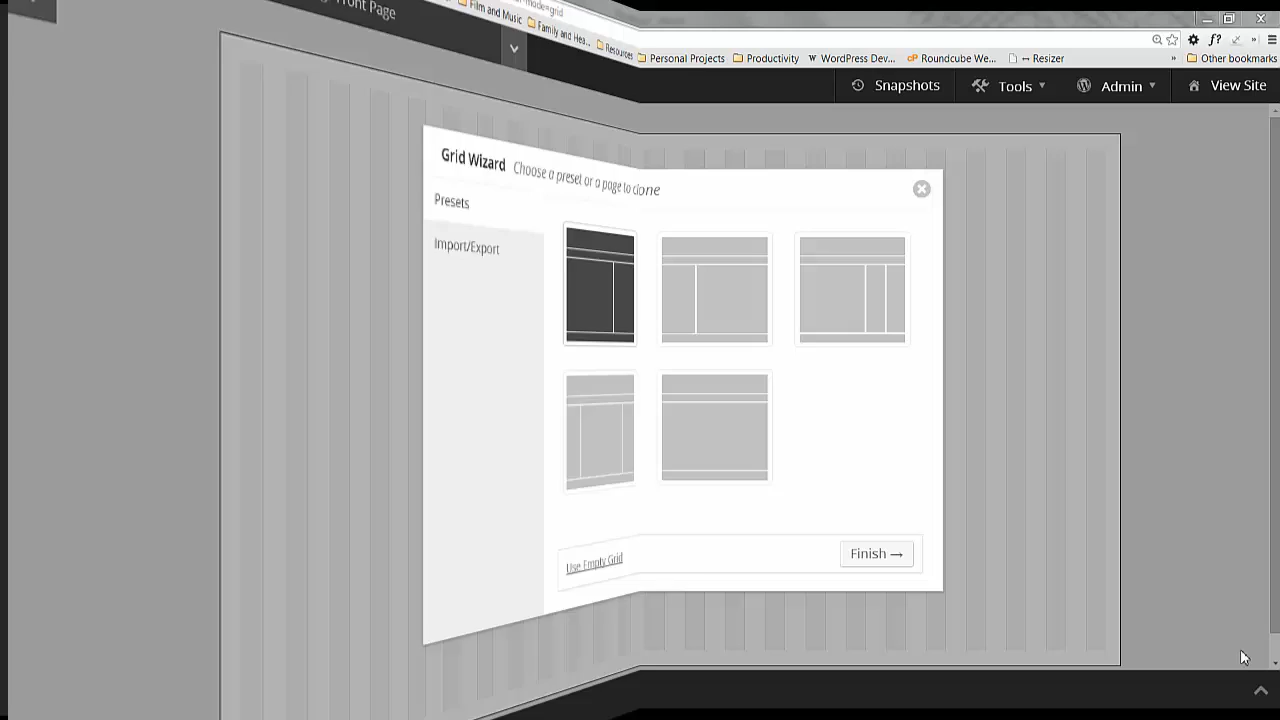 Front Page
mode=grid
Film and Music
Family and Hea...
Resources
Personal Projects
Productivity
WordPress Dev...
Roundcube We...
↔ Resizer
»
Other bookmarks
f?
Snapshots
Tools
Admin
View Site
Grid Wizard Choose a preset or a page to clone
Presets
Import/Export
Use Empty Grid
Finish →